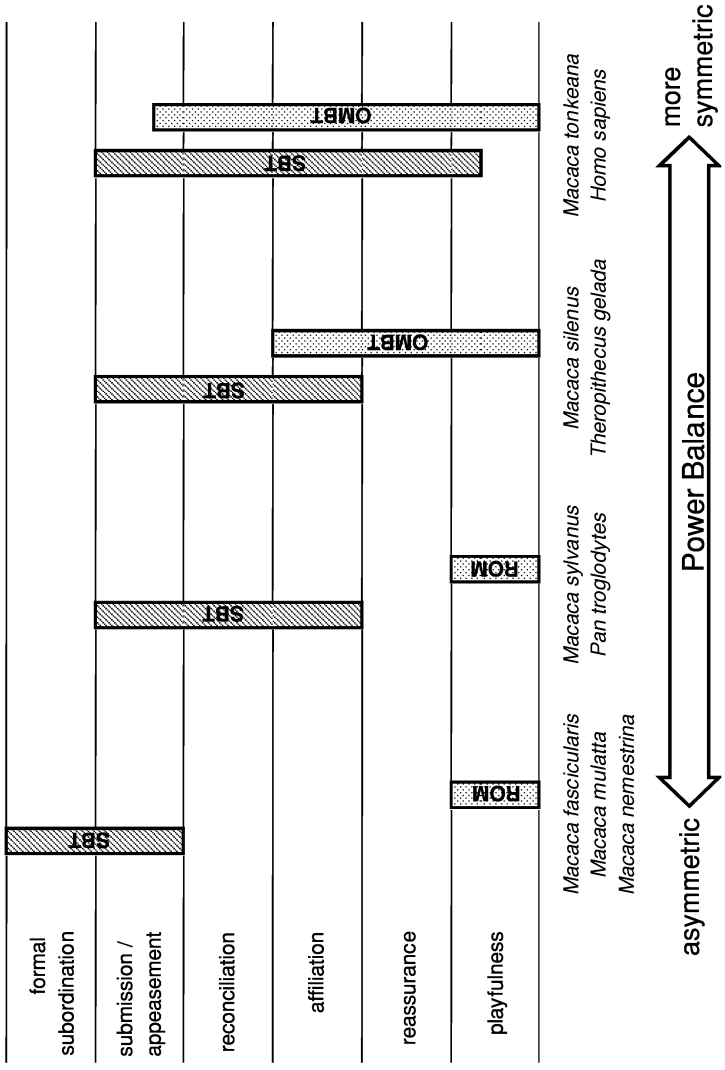 formal
subordination
submission /
appeasement
reconciliation
affiliation
reassurance
playfulness
SBT
ROM
SBT
ROM
SBT
OMBT
SBT
OMBT
Macaca fascicularis
Macaca mulatta
Macaca nemestrina
Macaca sylvanus
Pan troglodytes
Macaca silenus
Theropithecus gelada
Macaca tonkeana
Homo sapiens
asymmetric
Power Balance
more
symmetric